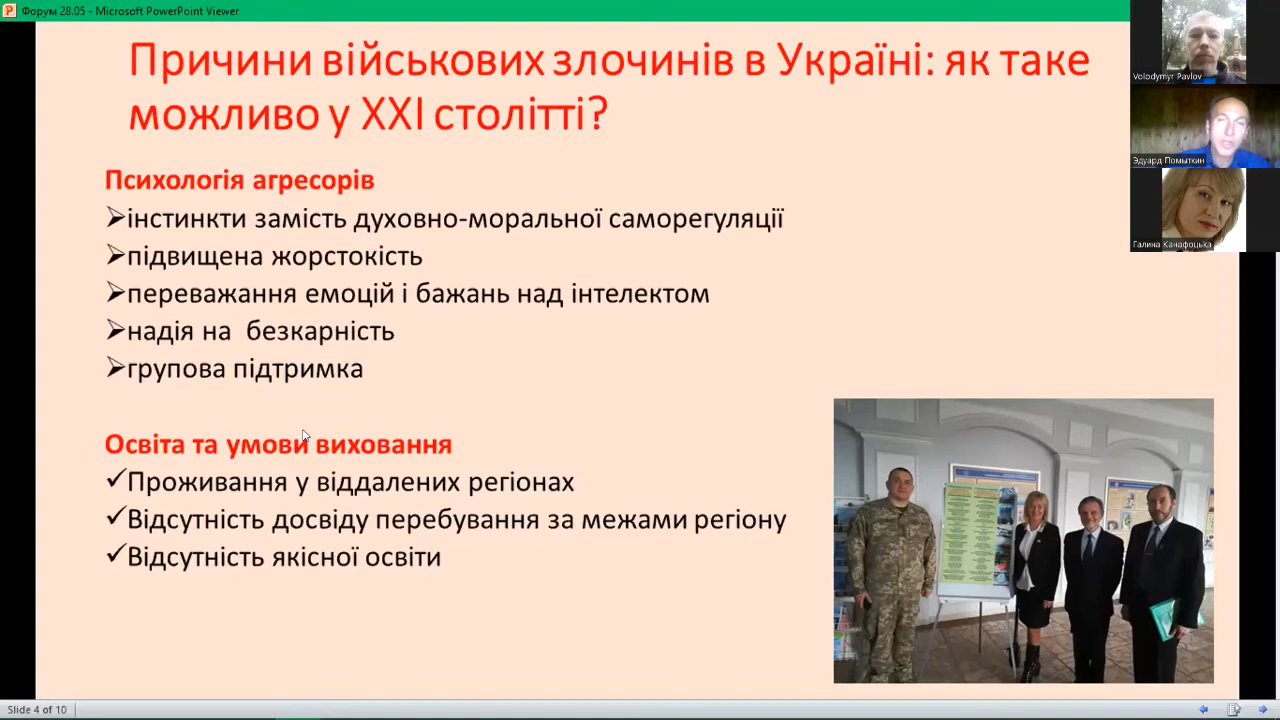 Форум 28.05 - Microsoft PowerPoint Viewer
Причини військових злочинів в Україні: як таке
можливо у XXI столітті?
Психологія агресорів
інстинкти замість духовно-моральної саморегуляції
підвищена жорстокість
переважання емоцій і бажань над інтелектом
надія на безкарність
групова підтримка
Освіта та умови виховання
Проживання у віддалених регіонах
Відсутність досвіду перебування за межами регіону
Відсутність якісної освіти
Volodymyr Pavlov
Эдуард Помыткин
Галина Канафоцька
Slide 4 of 10